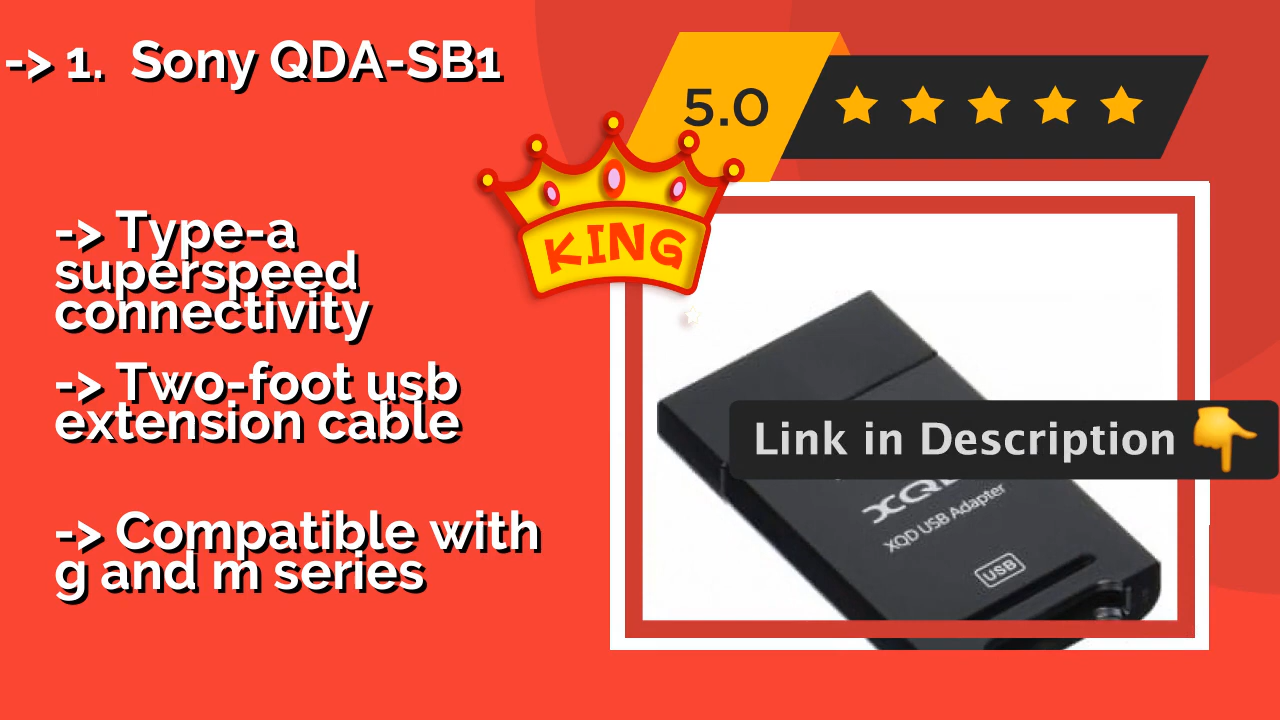 -> 1. Sony QDA-SB1
5.0
KING
-> Type-a
superspeed
connectivity
-> Two-foot usb
extension cable
-> Compatible with
g and m series
Link in Description
XQD USB Adapter
USB